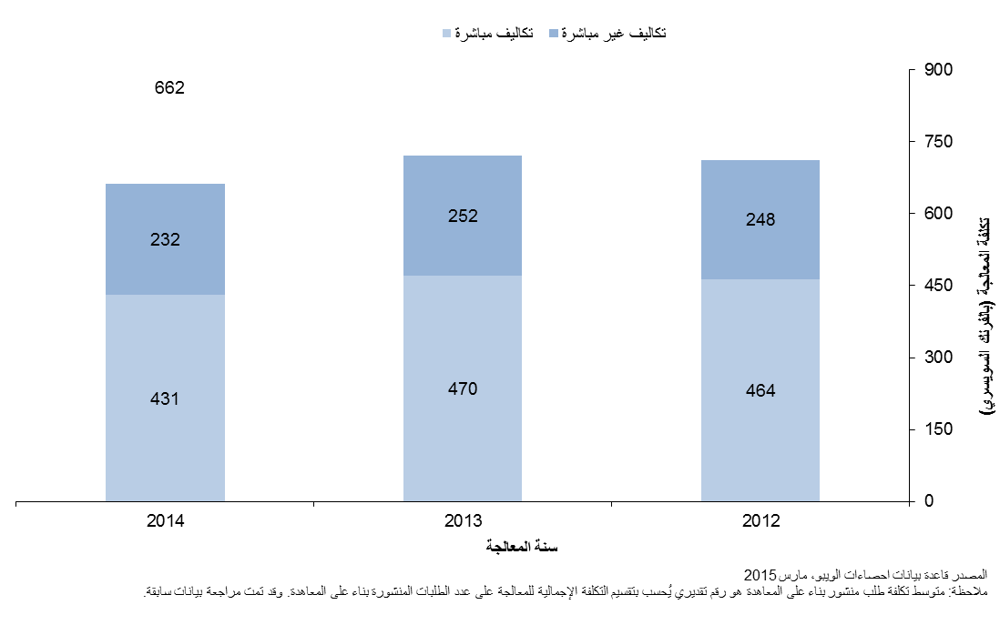 تكاليف غير مباشرة
تكاليف مباشرة
900
750
600
450
300
150
0
تكلفة المعالجة (بالفرنك السويسري)
662
248
252
232
464
470
431
2012
2013
2014
سنة المعالجة
المصدر قاعدة بيانات احصاءات الويبو، مارس 2015
ملاحظة: متوسط تكلفة طلب منشور بناء على المعاهدة هو رقم تقديري يُحسب بتقسيم التكلفة الإجمالية للمعالجة على عدد الطلبات المنشورة بناء على المعاهدة. وقد تمت مراجعة بيانات سابقة.